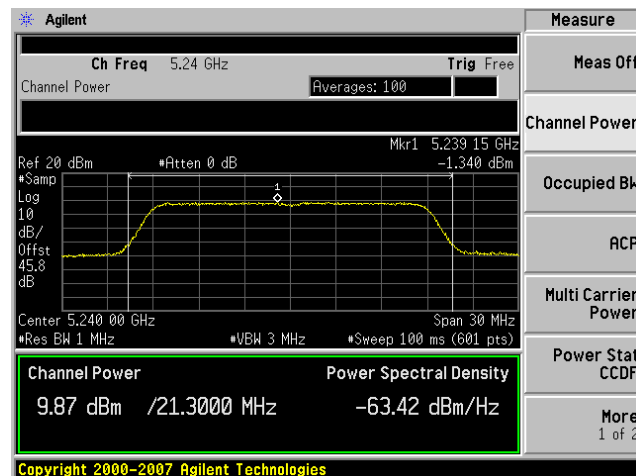 Agilent
Measure
Ch Freq 5.24 GHz Trig Free
Channel Power Averages: 100
Mkr1 5.239 15 GHz
Ref 20 dBm #Atten 0 dB -1.340 dBm
#Samp
Log
10
dB/
Offst
45.8
dB
1
Center 5.240 00 GHz Span 30 MHz
#Res BW 1 MHz #VBW 3 MHz #Sweep 100 ms (601 pts)
Channel Power Power Spectral Density
9.87 dBm /21.3000 MHz -63.42 dBm/Hz
Copyright 2000-2007 Agilent Technologies
Meas Off
Channel Power
Occupied BW
ACP
Multi Carrier
Power
Power Stat
CCDF
More
1 of 2